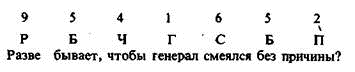 9 5 4 1 6 5 2
Р Б Ч Г С Б П
Разве бывает, чтобы генерал смеялся без причины?